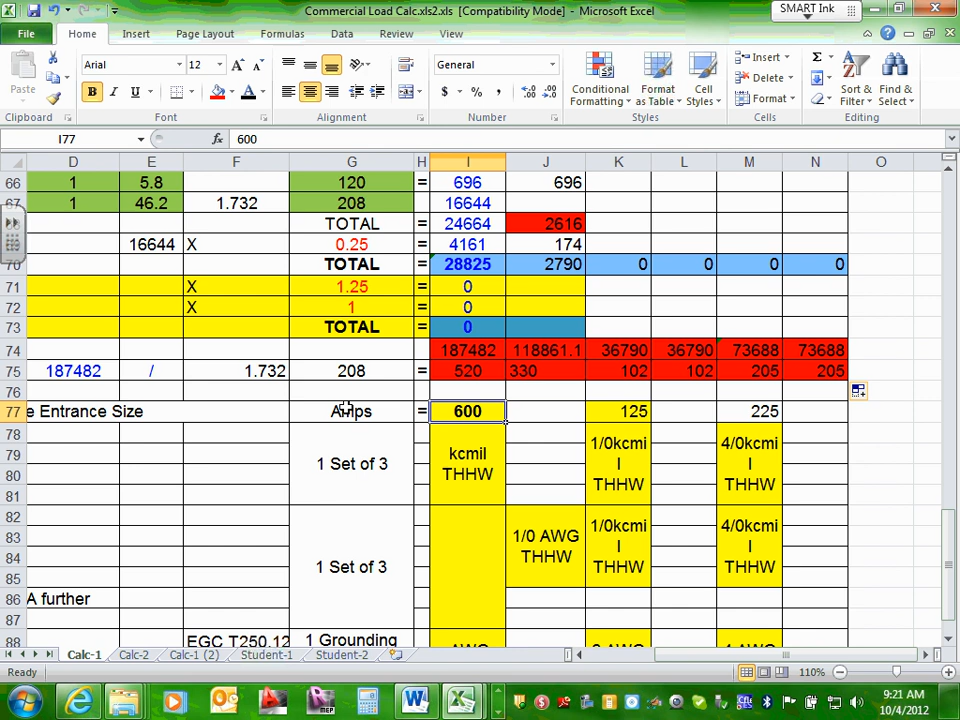 Commercial Load Calc.xls2.xls [Compatibility Mode] - Microsoft Excel
SMART Ink
File Home Insert Page Layout Formulas Data Review View
Paste
Arial 12
General
Conditional Formatting
Format as Table
Cell Styles
Insert
Delete
Format
Sort & Filter
Find & Select
Clipboard Font Alignment Number Styles Cells Editing
I77 fx 600
D E F G H I J K L M N O
66 1 5.8 120 = 696 696
67 1 46.2 1.732 208 = 16644
TOTAL = 24664 2616
16644 X 0.25 = 4161 174
70 TOTAL = 28825 2790 0 0 0 0
71 X 1.25 = 0
72 X 1 = 0
73 TOTAL = 0
74 187482 118861.1 36790 36790 73688 73688
75 187482 / 1.732 208 = 520 330 102 102 205 205
76
77 e Entrance Size Amps = 600 125 225
78
79
80
81
1 Set of 3
kcmil THHW
1/0kcmi l THHW
4/0kcmi l THHW
82
83
84
85
1 Set of 3
1/0 AWG THHW
1/0kcmi l THHW
4/0kcmi l THHW
86 A further
87
88 EGC T250.12 1 Grounding
Calc-1 Calc-2 Calc-1 (2) Student-1 Student-2
Ready 110%
9:21 AM
10/4/2012